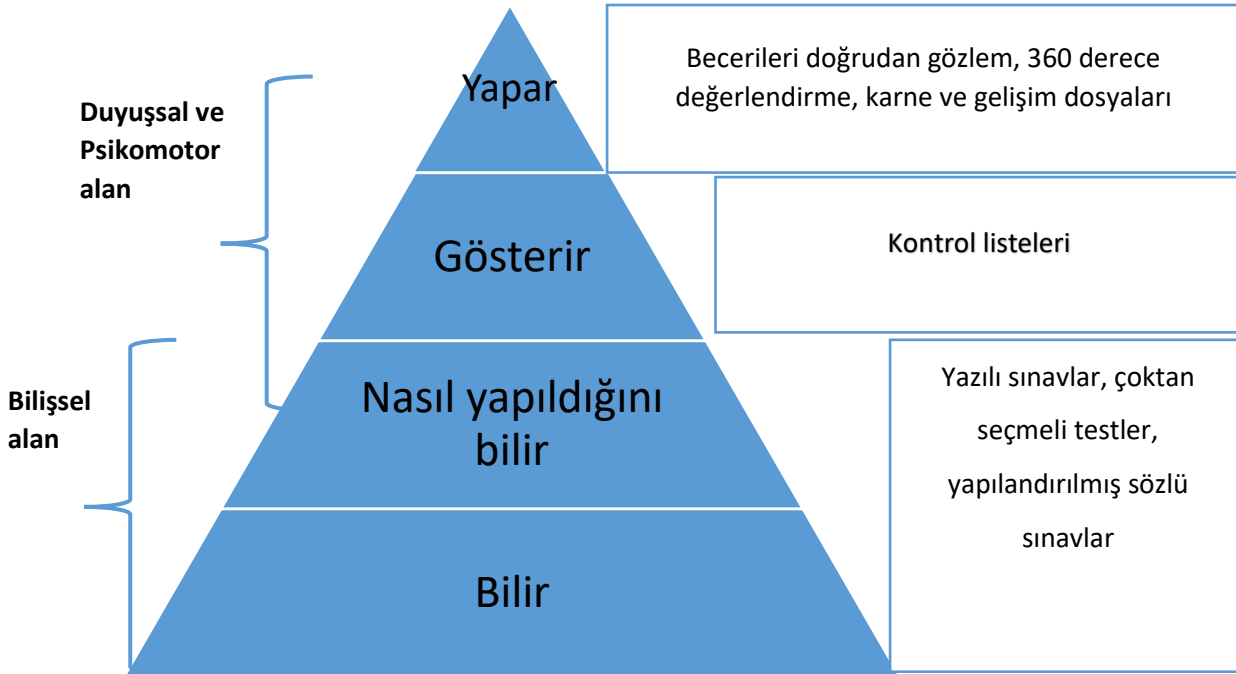 Yapar
Becerileri doğrudan gözlem, 360 derece
değerlendirme, karne ve gelişim dosyaları
Duyuşsal ve
Psikomotor
alan
Gösterir
Kontrol listeleri
Nasıl yapıldığını
bilir
Yazılı sınavlar, çoktan
seçmeli testler,
yapılandırılmış sözlü
sınavlar
Bilişsel
alan
Bilir